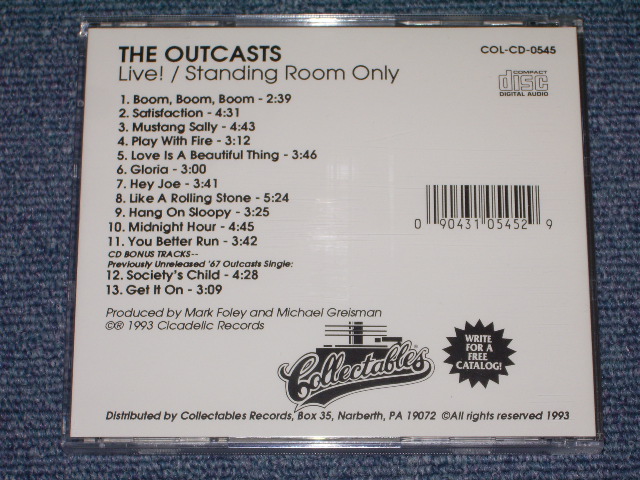 THE OUTCASTS
Live! / Standing Room Only
COL-CD-0545
COMPACT
disc
DIGITAL AUDIO
1. Boom, Boom, Boom - 2:39
2. Satisfaction - 4:31
3. Mustang Sally - 4:43
4. Play With Fire - 3:12
5. Love Is A Beautiful Thing - 3:46
6. Gloria - 3:00
7. Hey Joe - 3:41
8. Like A Rolling Stone - 5:24
9. Hang On Sloopy - 3:25
10. Midnight Hour - 4:45
11. You Better Run - 3:42
CD BONUS TRACKS--
Previously Unreleased '67 Outcasts Single:
12. Society's Child - 4:28
13. Get It On - 3:09
0 90431 05452 9
Produced by Mark Foley and Michael Greisman
©℗ 1993 Cicadelic Records
Collectables
WRITE
FOR A
FREE
CATALOG!
Distributed by Collectables Records, Box 35, Narberth, PA 19072 ©All rights reserved 1993